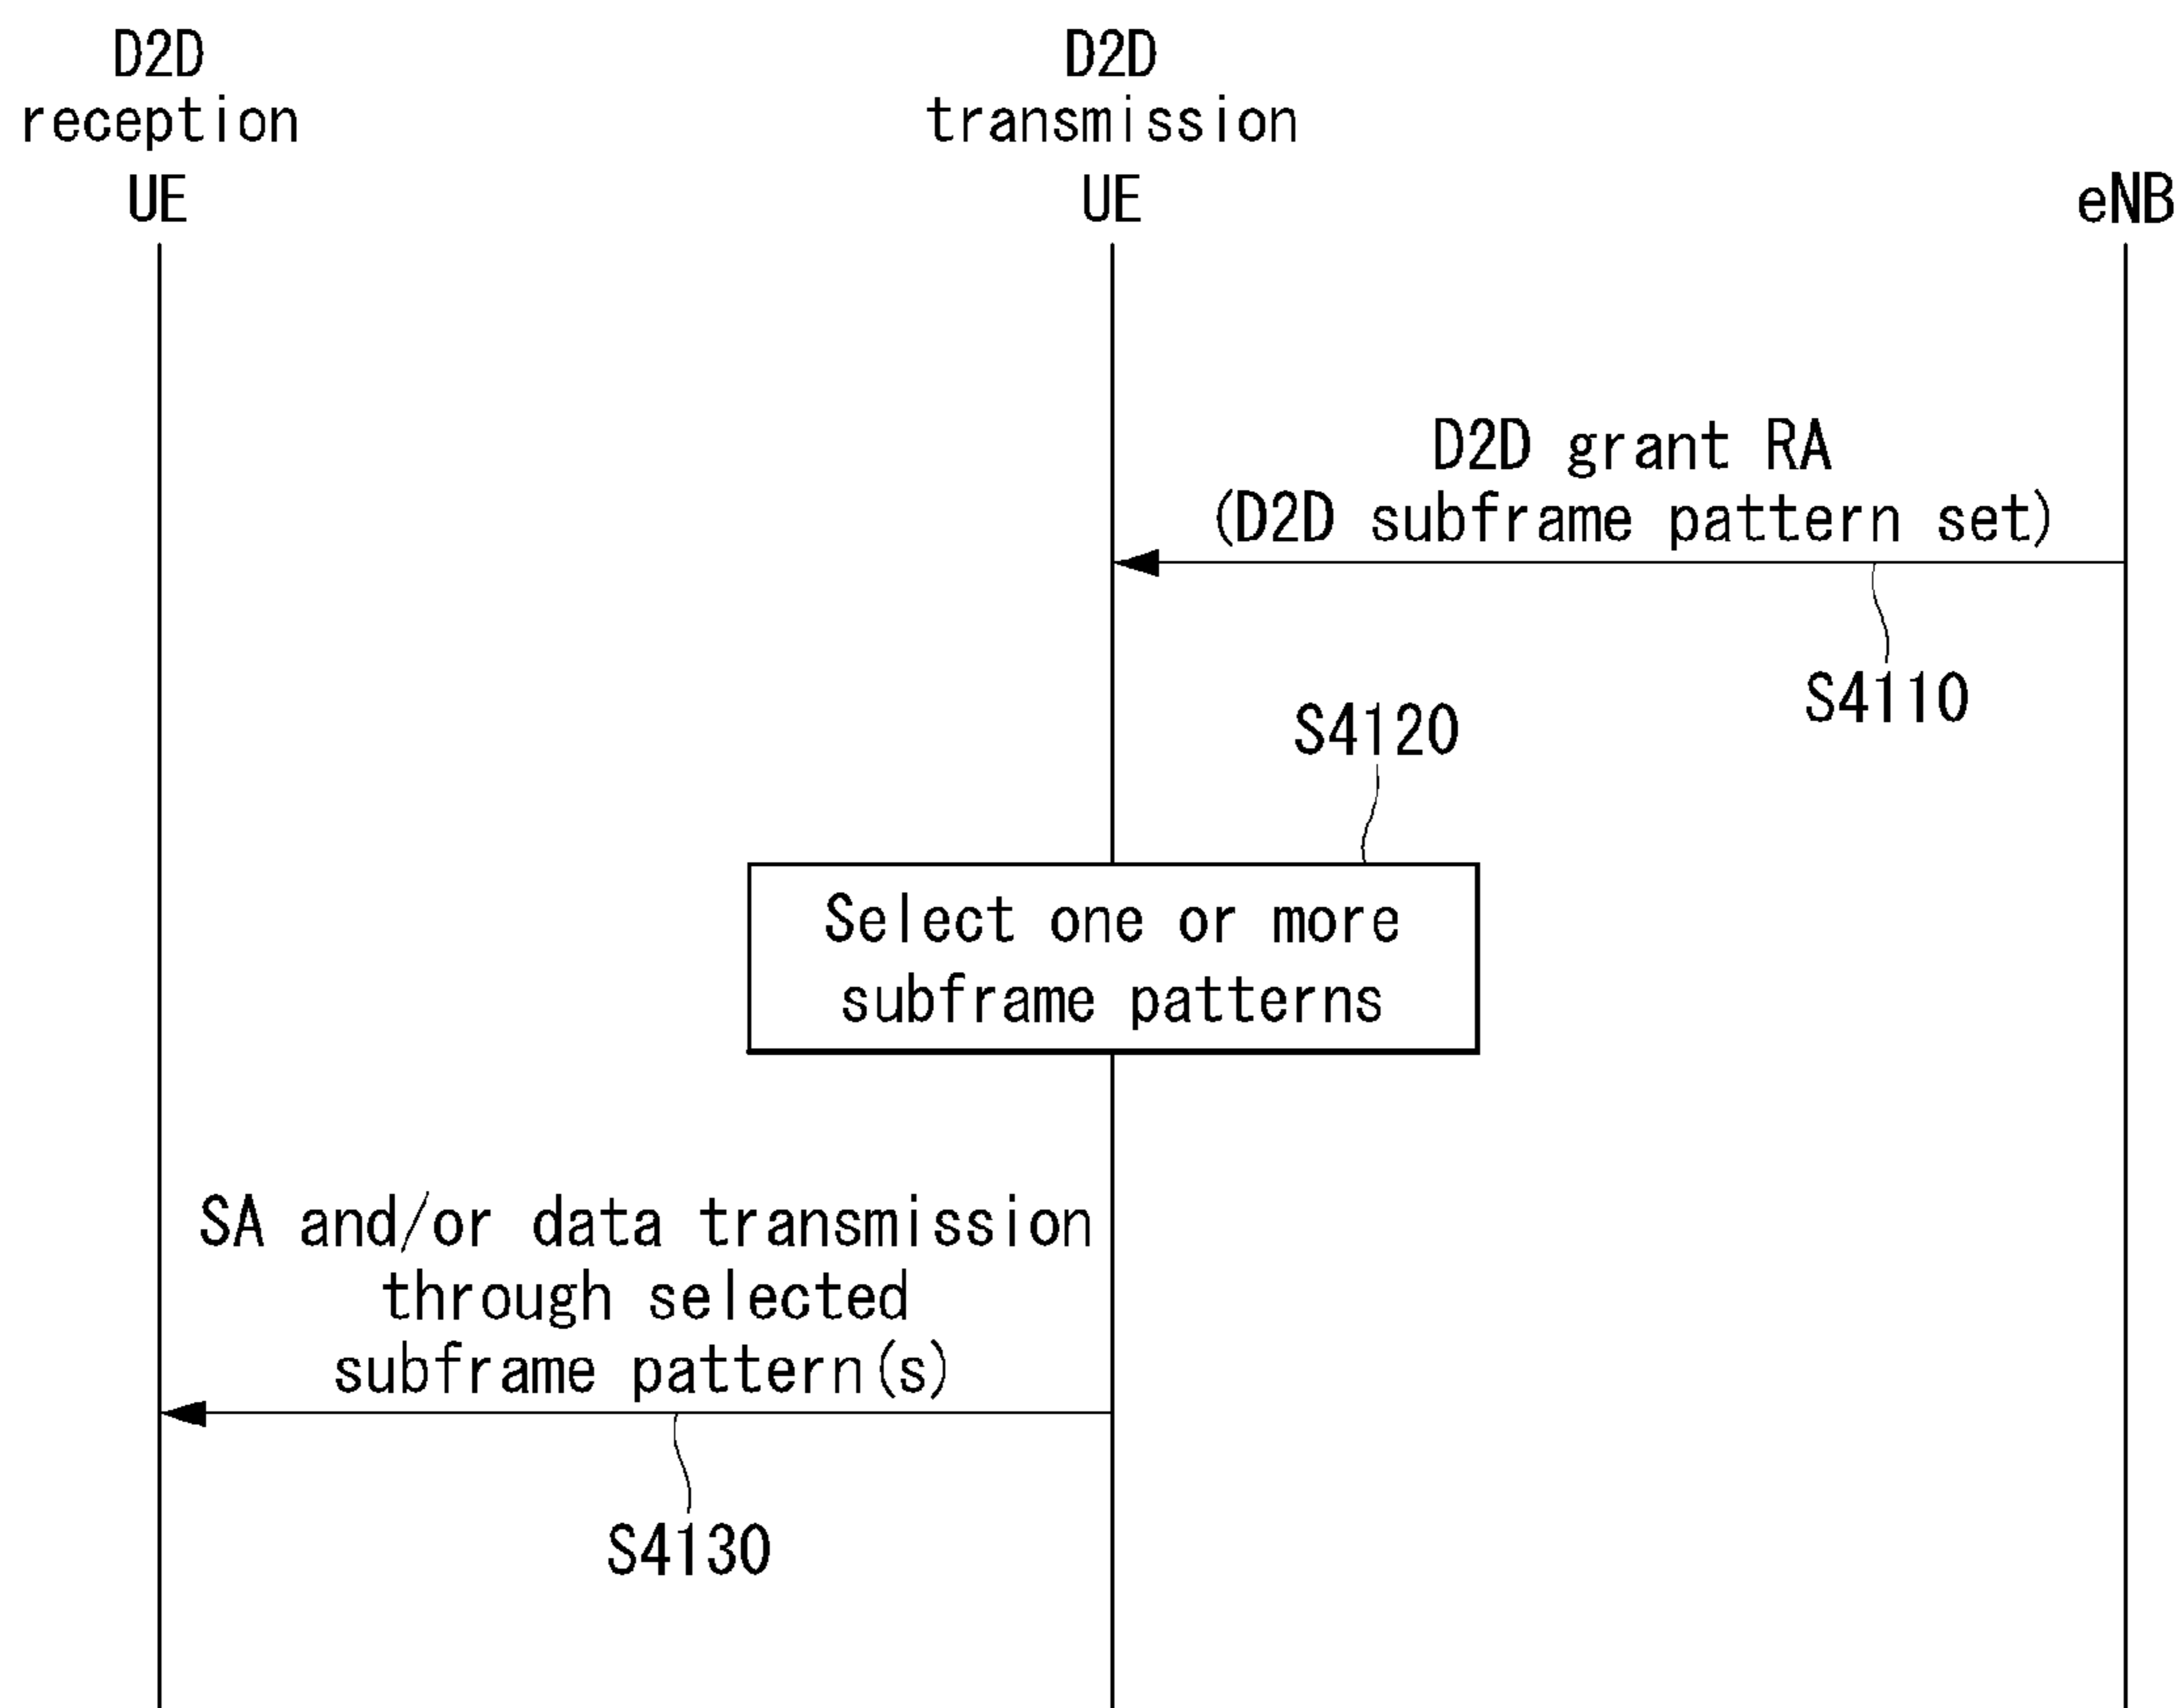 D2D
reception
UE
D2D
transmission
UE
eNB
D2D grant RA
(D2D subframe pattern set)
S4110
S4120
Select one or more
subframe patterns
SA and/or data transmission
through selected
subframe pattern(s)
S4130